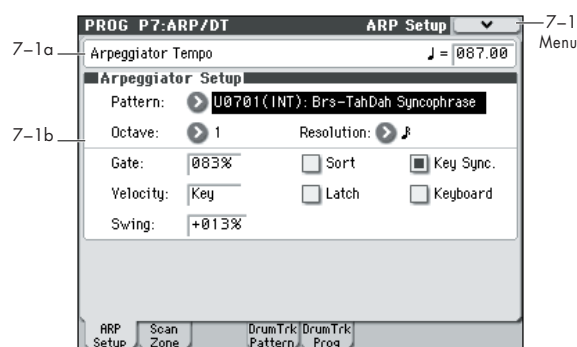 PROG P7:ARP/DT ARP Setup 7–1
Menu
7–1a Arpeggiator Tempo ♩ = 087.00
Arpeggiator Setup
Pattern: U0701(INT): Brs-TahDah Syncophrase
7–1b Octave: 1 Resolution: ♪
Gate: 083% Sort Key Sync.
Velocity: Key Latch Keyboard
Swing: +013%
ARP Setup Scan Zone DrumTrk Pattern DrumTrk Prog